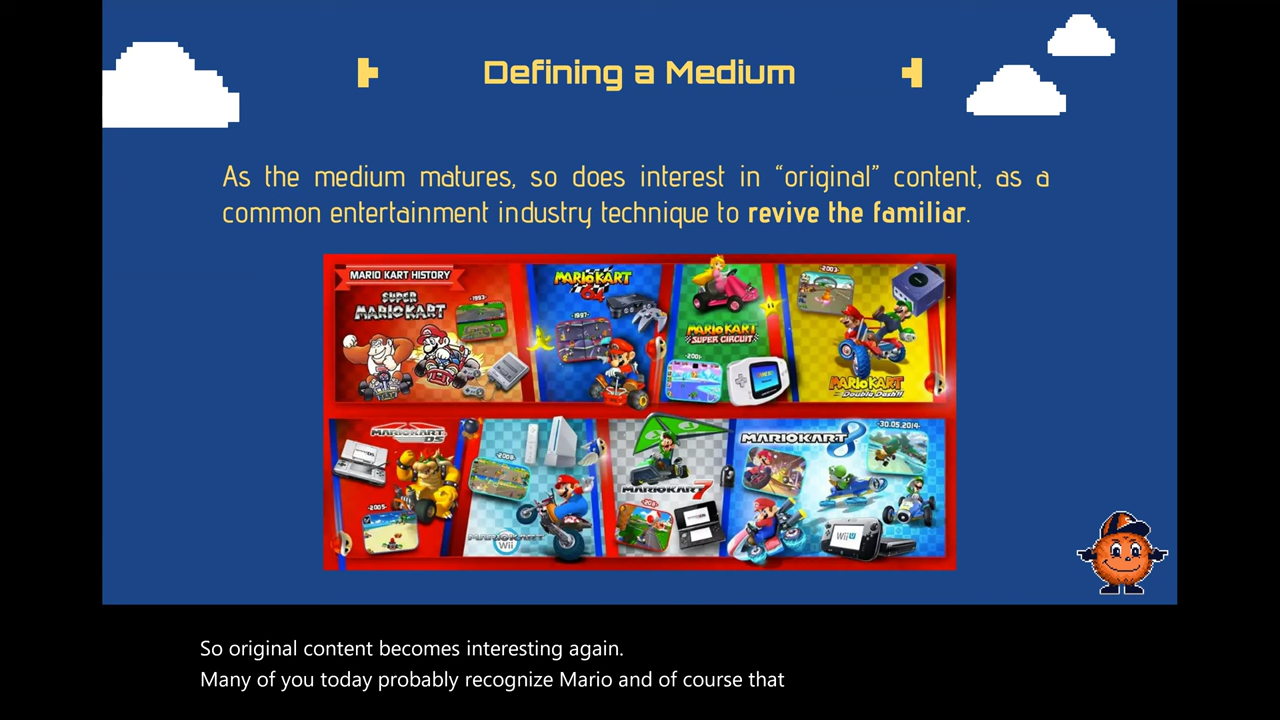 Defining a Medium
As the medium matures, so does interest in “original” content, as a
common entertainment industry technique to revive the familiar.
MARIO KART HISTORY
SUPER
MARIO KART
-1993-
MARIO KART
64
-1997-
MARIO KART
SUPER CIRCUIT
-2001-
-2003-
MARIO KART
Double Dash!!
MARIO KART
DS
-2005-
-2008-
MARIO KART
Wii
MARIO KART 7
-2011-
MARIO KART 8
-30.05.2014-
Wii U
So original content becomes interesting again.
Many of you today probably recognize Mario and of course that